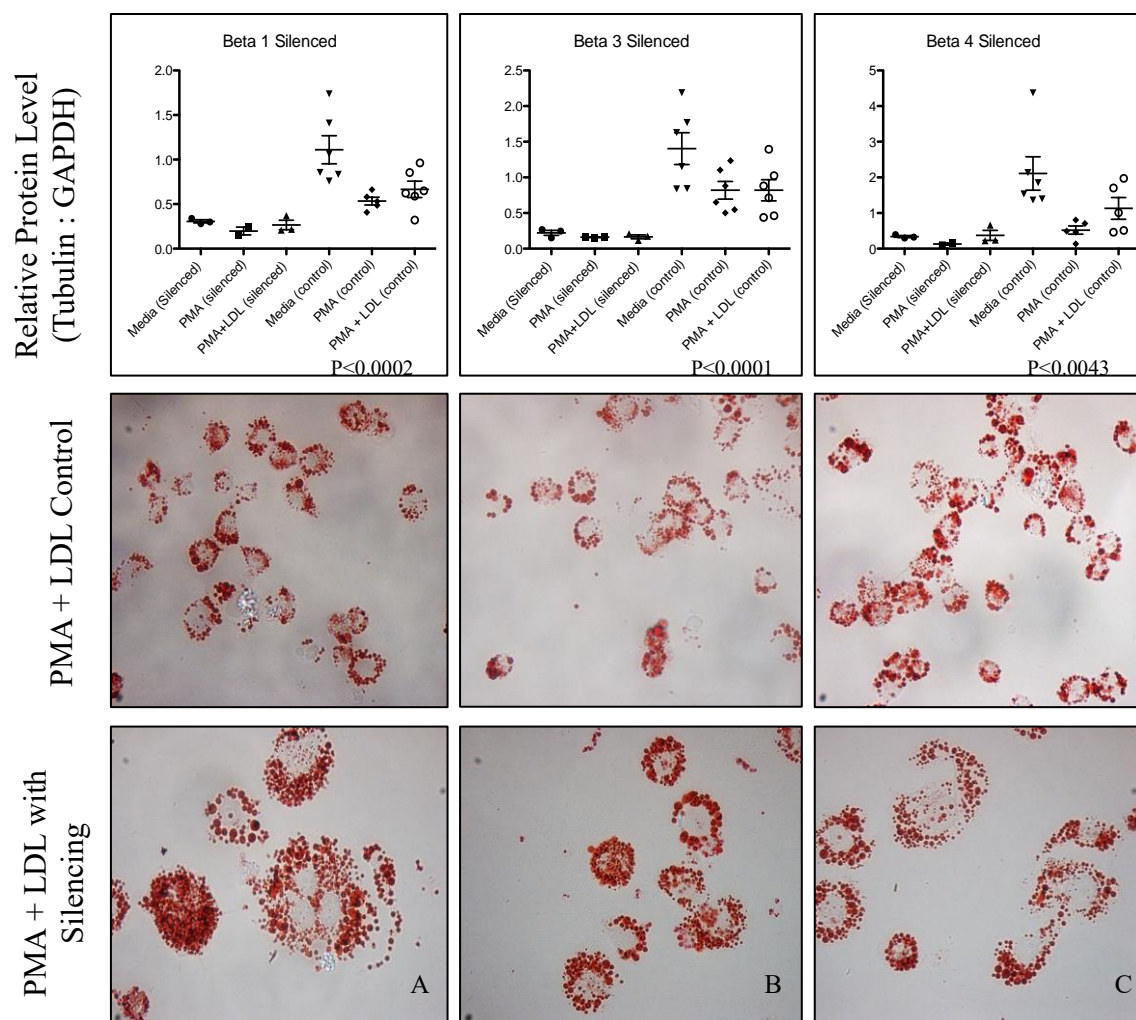 Relative Protein Level
(Tubulin : GAPDH)
Beta 1 Silenced
2.0
1.5
1.0
0.5
0.0
Media (Silenced)
PMA (silenced)
PMA+LDL (silenced)
Media (control)
PMA (control)
PMA + LDL (control)
P<0.0002
Beta 3 Silenced
2.5
2.0
1.5
1.0
0.5
0.0
Media (Silenced)
PMA (silenced)
PMA+LDL (silenced)
Media (control)
PMA (control)
PMA + LDL (control)
P<0.0001
Beta 4 Silenced
5
4
3
2
1
0
Media (Silenced)
PMA (silenced)
PMA+LDL (silenced)
Media (control)
PMA (control)
PMA + LDL (control)
P<0.0043
PMA + LDL Control
PMA + LDL with
Silencing
A
B
C